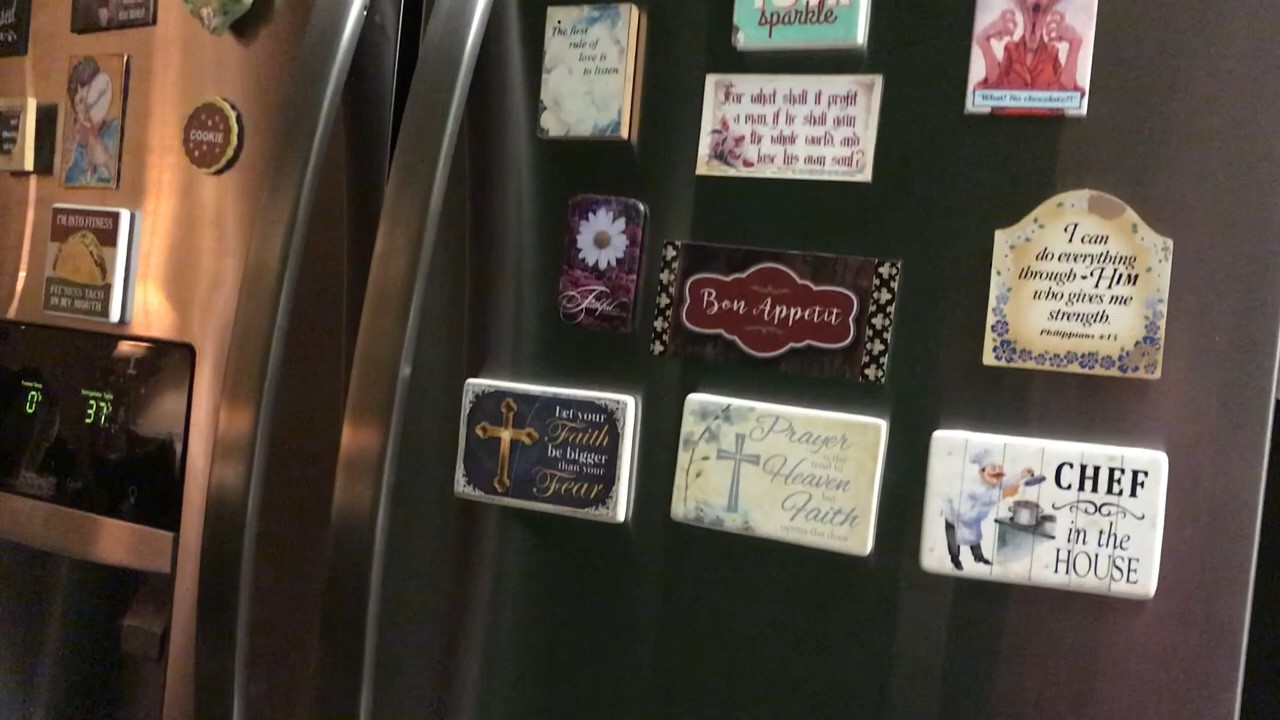 sparkle
The first
rule of
love is
to listen.
For what shall it profit
a man, if he shall gain
the whole world, and
lose his own soul?
What! No chocolate?!
COOKIE
I'M INTO FITNESS
FIT'NESS TACO
IN MY MOUTH
Faithful
Bon Appetit
I can
do everything
through - HIM
who gives me
strength.
Philippians 4:13
0°
37°
Let your
Faith
be bigger
than your
Fear
Prayer
is the
road to
Heaven
but
Faith
opens the door
CHEF
in the
HOUSE